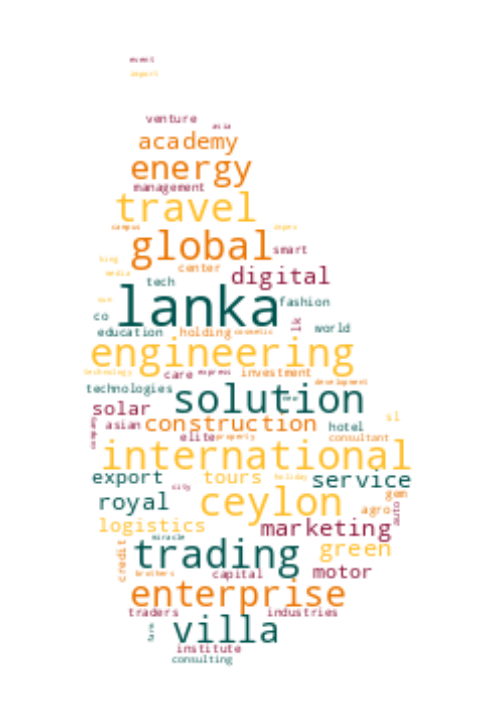 event
import
venture
asia
academy
energy
management
travel
campus impex
global
smart
king center
media digital
tech
lanka
sun fashion
co lk world
education holding cosmetic
engineering
technology care express investment
development
technologies solution
solar
asian construction hotel sl
elite property consultant
international
export tours holiday service
city
royal ceylon gem
agro auto
logistics marketing
miracle
trading green
credit
brothers capital motor
enterprise
traders industries
farm villa
institute
consulting